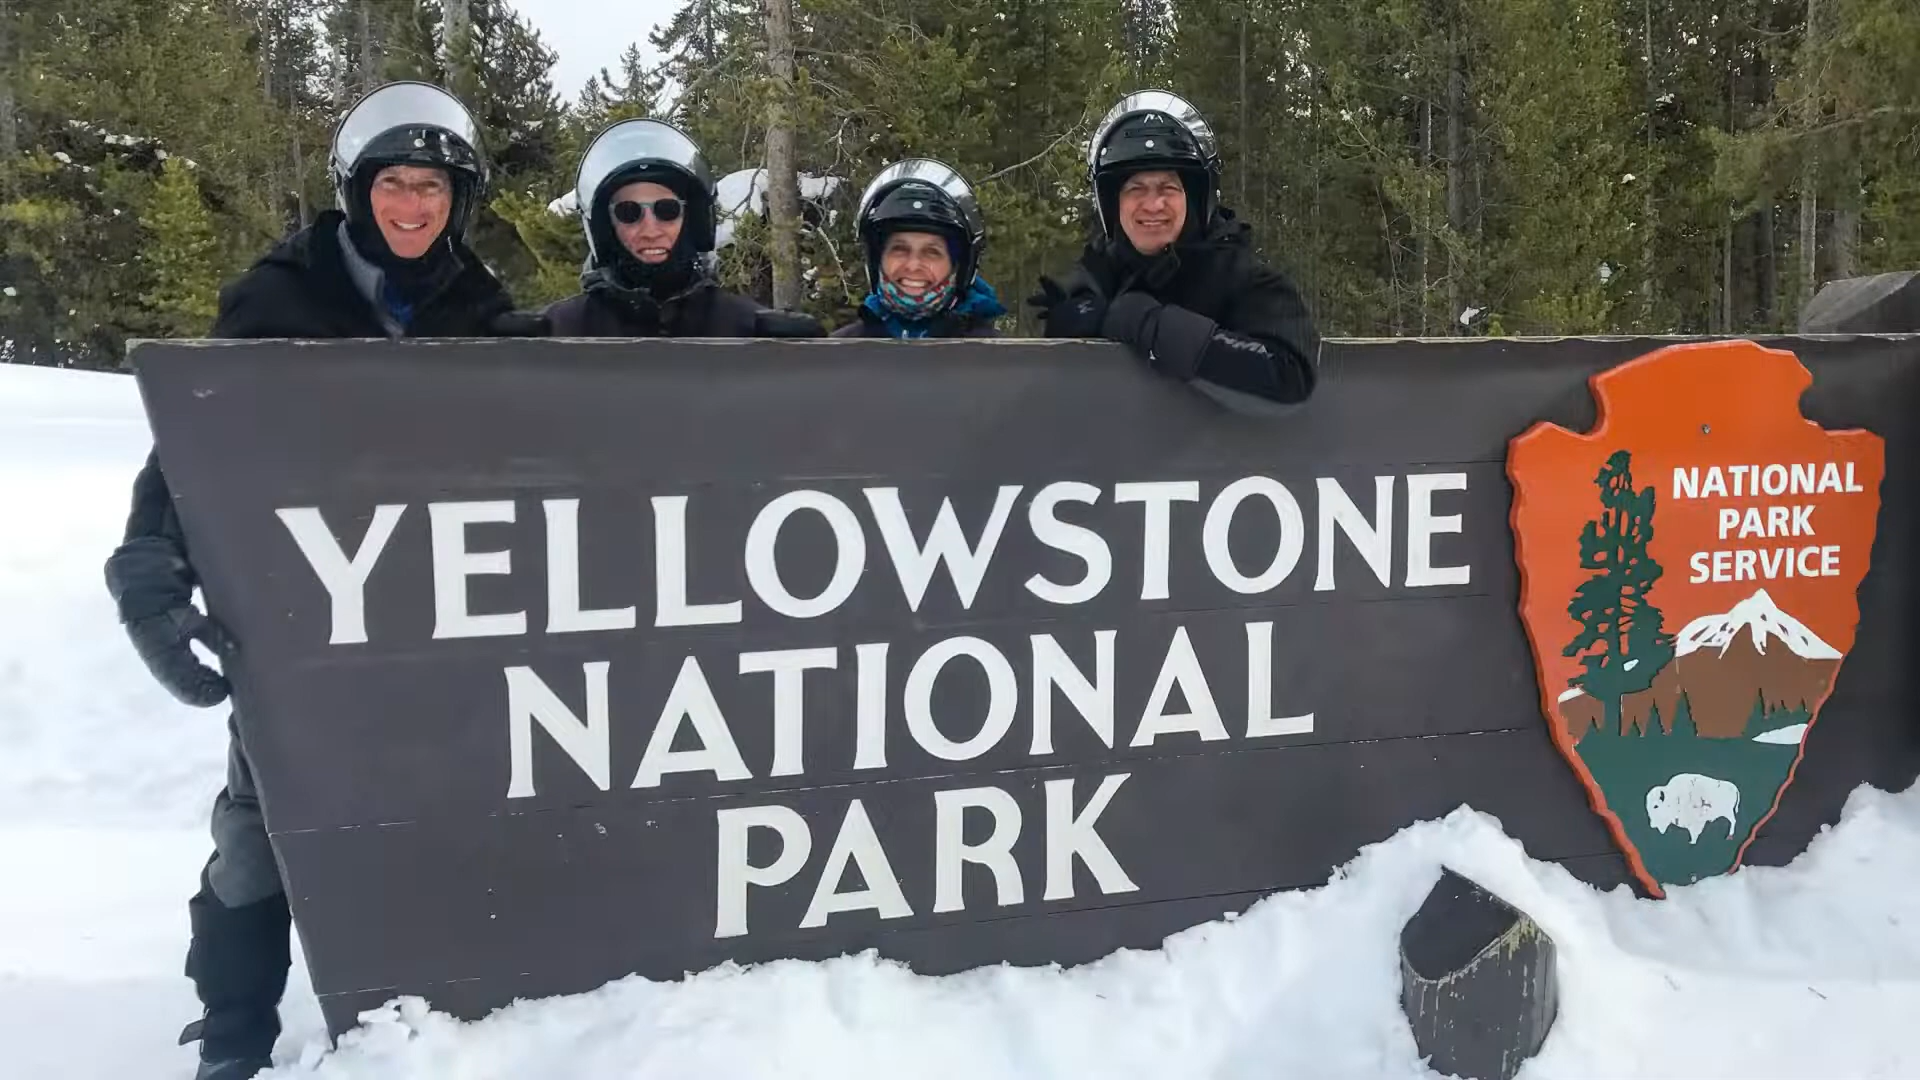 YELLOWSTONE
NATIONAL
PARK
NATIONAL
PARK
SERVICE